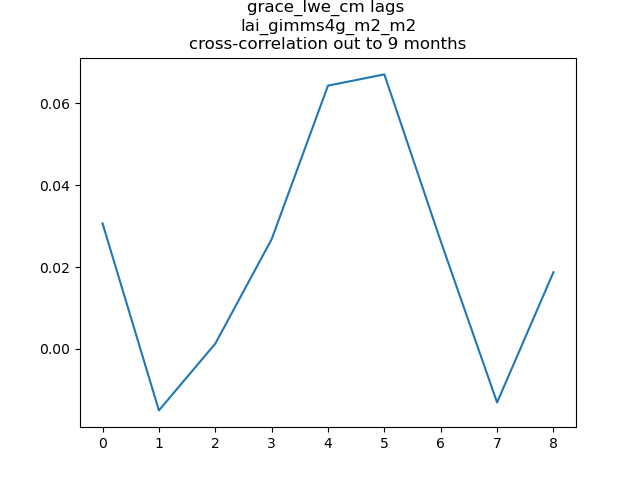 grace_lwe_cm lags
lai_gimms4g_m2_m2
cross-correlation out to 9 months
0.06
0.04
0.02
0.00
0 1 2 3 4 5 6 7 8